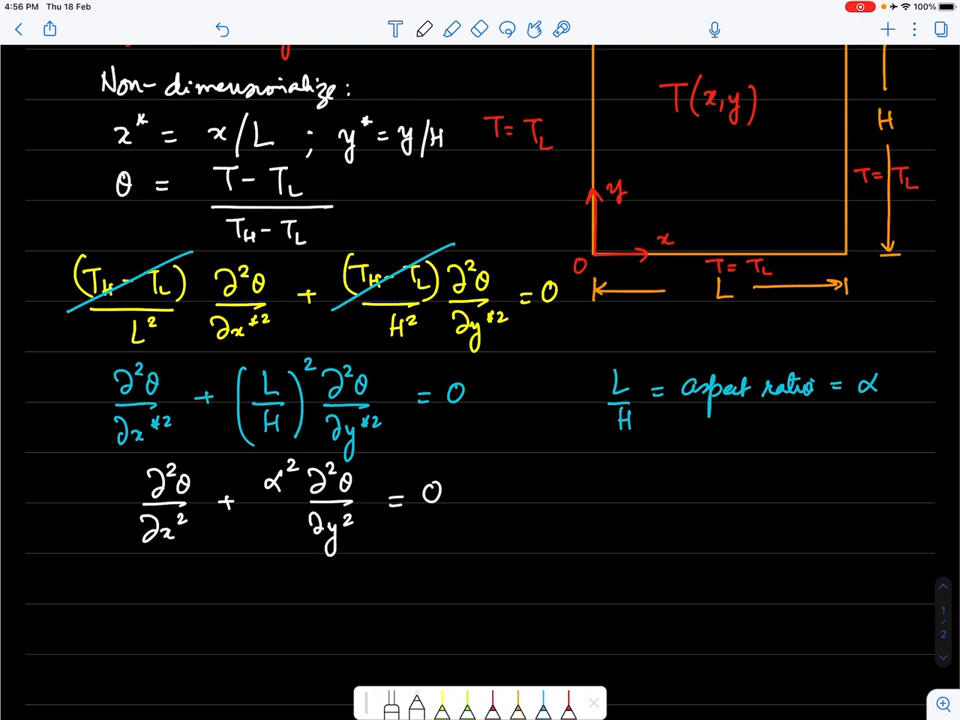 4:56 PM Thu 18 Feb
100%
Non-dimensionalize:
x* = x/L ; y* = y/H
θ = T - T_L / T_H - T_L
(T_H - T_L) / L² ∂²θ/∂x*² + (T_H - T_L) / H² ∂²θ/∂y*² = 0
∂²θ/∂x*² + (L/H)² ∂²θ/∂y*² = 0
L/H = aspect ratio = α
∂²θ/∂x² + α² ∂²θ/∂y² = 0
T(x,y)
T = T_L
H
T = T_L
y
x
0
T = T_L
L
1
/
2